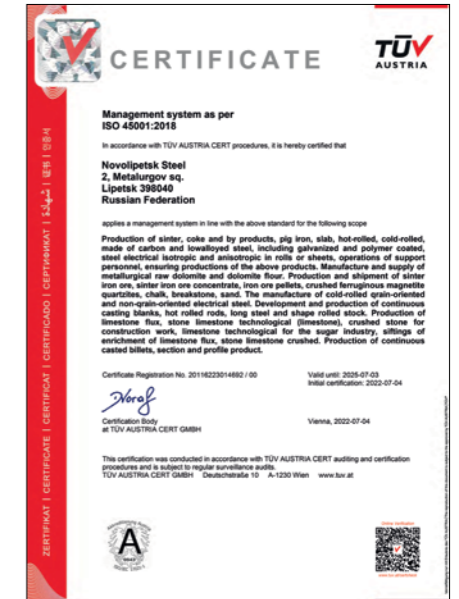 CERTIFICATE
TÜV
AUSTRIA
Management system as per
ISO 45001:2018
In accordance with TÜV AUSTRIA CERT procedures, it is hereby certified that
Novolipetsk Steel
2, Metalurgov sq.
Lipetsk 398040
Russian Federation
applies a management system in line with the above standard for the following scope
Production of sinter, coke and by products, pig iron, slab, hot-rolled, cold-rolled,
made of carbon and lowalloyed steel, including galvanized and polymer coated,
steel electrical isotropic and anisotropic in rolls or sheets, operations of support
personnel, ensuring productions of the above products. Manufacture and supply of
metallurgical raw dolomite and dolomite flour. Production and shipment of sinter
iron ore, sinter iron ore concentrate, iron ore pellets, crushed ferruginous magnetite
quartzites, chalk, breakstone, sand. The manufacture of cold-rolled grain-oriented
and non-grain-oriented electrical steel. Development and production of continuous
casting blanks, hot rolled rods, long steel and shape rolled stock. Production of
limestone flux, stone limestone technological (limestone), crushed stone for
construction work, limestone technological for the sugar industry, siftings of
enrichment of limestone flux, stone limestone crushed. Production of continuous
casted billets, section and profile product.
Certificate Registration No. 20116223014692 / 00
Valid until: 2025-07-03
Initial certification: 2022-07-04
Certification Body
at TÜV AUSTRIA CERT GMBH
Vienna, 2022-07-04
This certification was conducted in accordance with TÜV AUSTRIA CERT auditing and certification
procedures and is subject to regular surveillance audits.
TÜV AUSTRIA CERT GMBH Deutschstraße 10 A-1230 Wien www.tuv.at
ZERTIFIKAT | CERTIFICATE | CERTIFICAT | CERTIFICADO | СЕРТИФИКАТ | شهادة | 证书 | 인증서
A